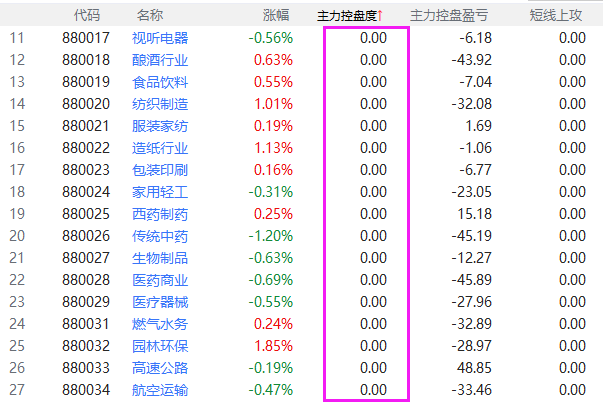 代码 名称 涨幅 主力控盘度↑ 主力控盘盈亏 短线上攻
11 880017 视听电器 -0.56% 0.00 -6.18 0.00
12 880018 酿酒行业 0.63% 0.00 -43.92 0.00
13 880019 食品饮料 0.55% 0.00 -7.04 0.00
14 880020 纺织制造 1.01% 0.00 -32.08 0.00
15 880021 服装家纺 0.19% 0.00 1.69 0.00
16 880022 造纸行业 1.13% 0.00 -1.06 0.00
17 880023 包装印刷 0.16% 0.00 -6.77 0.00
18 880024 家用轻工 -0.31% 0.00 -23.05 0.00
19 880025 西药制药 0.25% 0.00 15.18 0.00
20 880026 传统中药 -1.20% 0.00 -45.19 0.00
21 880027 生物制品 -0.63% 0.00 -12.27 0.00
22 880028 医药商业 -0.69% 0.00 -45.89 0.00
23 880029 医疗器械 -0.55% 0.00 -27.96 0.00
24 880031 燃气水务 0.24% 0.00 -32.89 0.00
25 880032 园林环保 1.85% 0.00 -28.97 0.00
26 880033 高速公路 -0.19% 0.00 48.85 0.00
27 880034 航空运输 -0.47% 0.00 -33.46 0.00